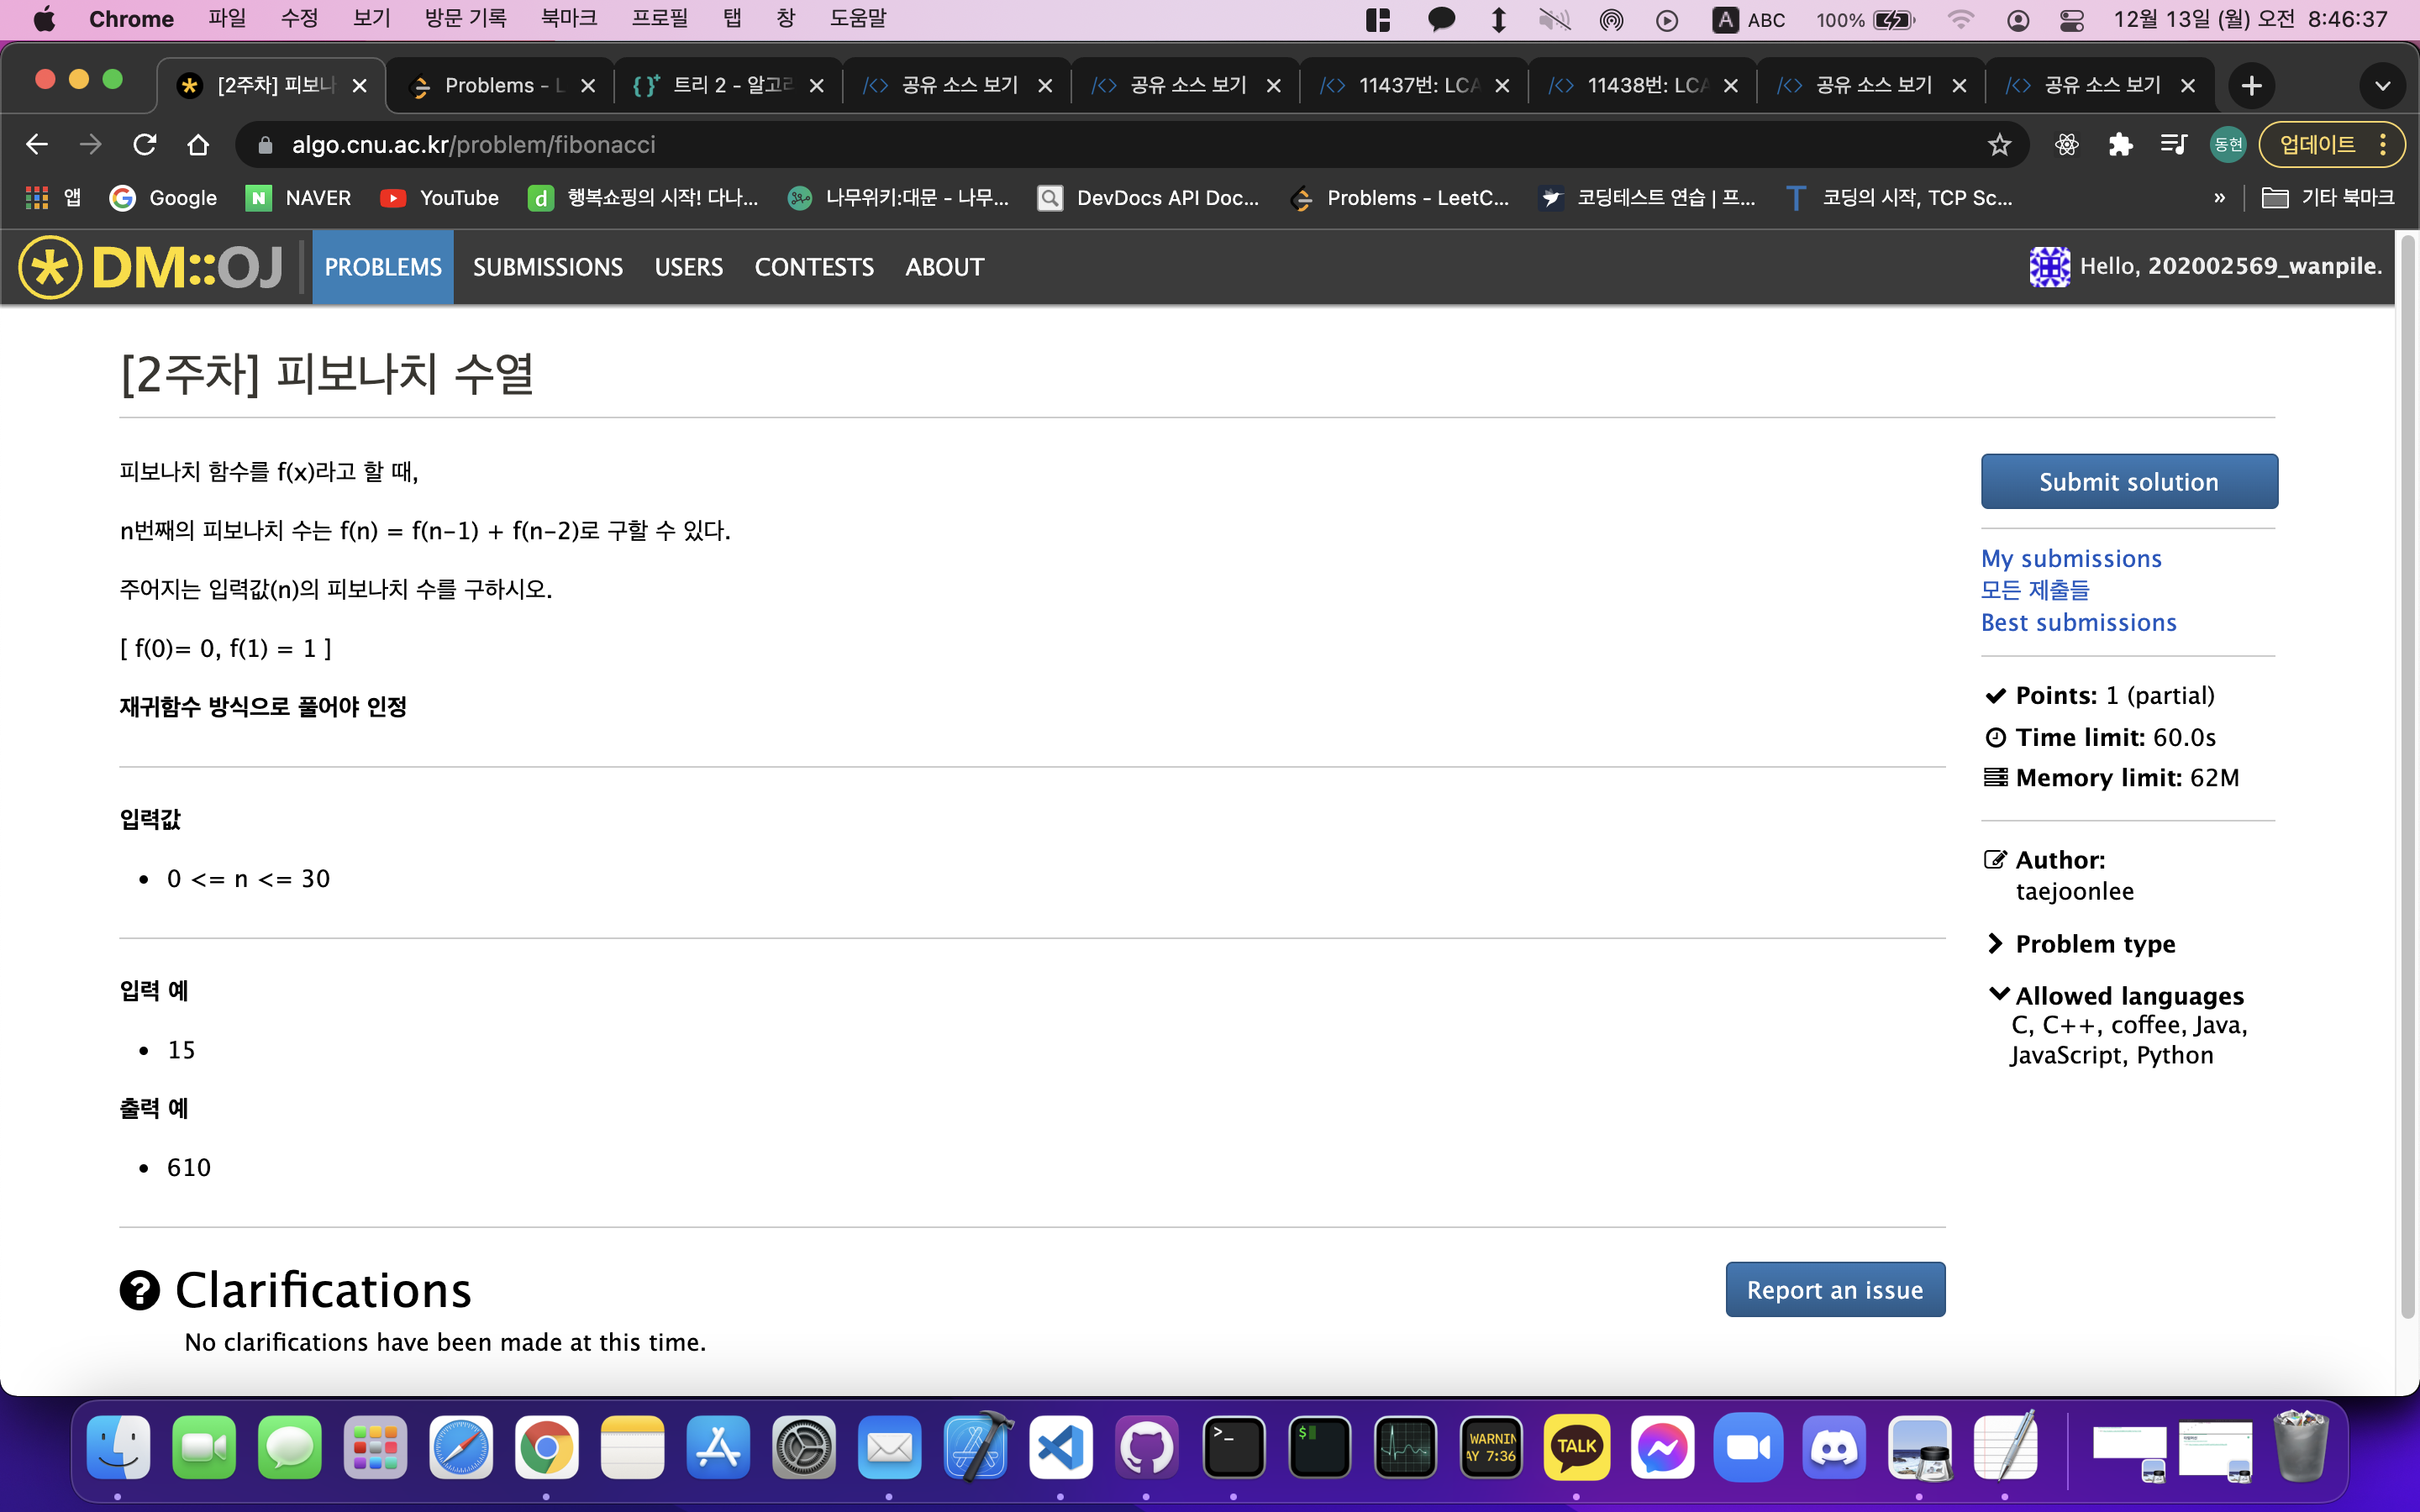 Chrome 파일 수정 보기 방문 기록 북마크 프로필 탭 창 도움말 A ABC 100% 12월 13일 (월) 오전 8:46:37
[2주차] 피보나 Problems - L { }+ 트리 2 - 알고리 공유 소스 보기 공유 소스 보기 11437번: LCA 11438번: LCA 공유 소스 보기 공유 소스 보기
algo.cnu.ac.kr/problem/fibonacci 동현 업데이트
앱 Google NAVER YouTube 행복쇼핑의 시작! 다나... 나무위키:대문 - 나무... DevDocs API Doc... Problems - LeetC... 코딩테스트 연습 | 프... 코딩의 시작, TCP Sc... » 기타 북마크
DM::OJ PROBLEMS SUBMISSIONS USERS CONTESTS ABOUT Hello, 202002569_wanpile.
[2주차] 피보나치 수열
피보나치 함수를 f(x)라고 할 때,
n번째의 피보나치 수는 f(n) = f(n-1) + f(n-2)로 구할 수 있다.
주어지는 입력값(n)의 피보나치 수를 구하시오.
[ f(0)= 0, f(1) = 1 ]
재귀함수 방식으로 풀어야 인정
입력값
• 0 <= n <= 30
입력 예
• 15
출력 예
• 610
Clarifications
Report an issue
No clarifications have been made at this time.
Submit solution
My submissions
모든 제출들
Best submissions
Points: 1 (partial)
Time limit: 60.0s
Memory limit: 62M
Author:
taejoonlee
Problem type
Allowed languages
C, C++, coffee, Java,
JavaScript, Python
WARNIN
AY 7:36
TALK